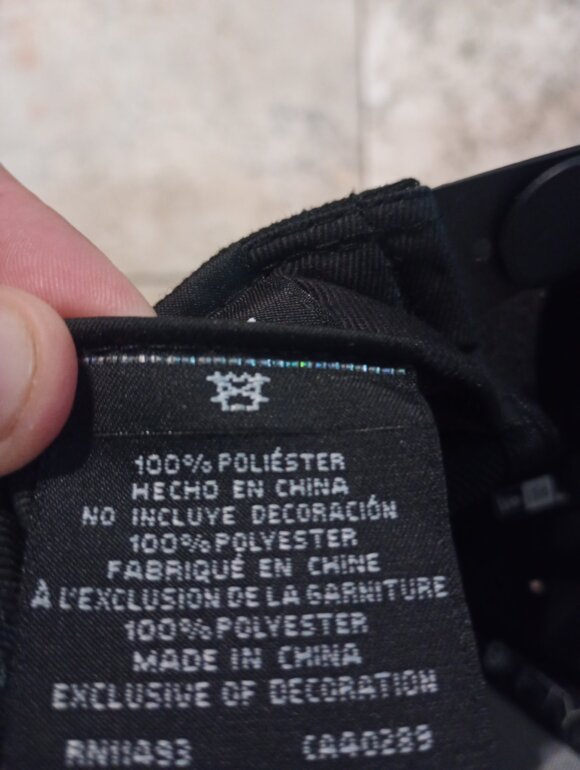 100% POLIÉSTER
HECHO EN CHINA
NO INCLUYE DECORACIÓN
100% POLYESTER
FABRIQUÉ EN CHINE
À L'EXCLUSION DE LA GARNITURE
100% POLYESTER
MADE IN CHINA
EXCLUSIVE OF DECORATION
RN11493 CA40289